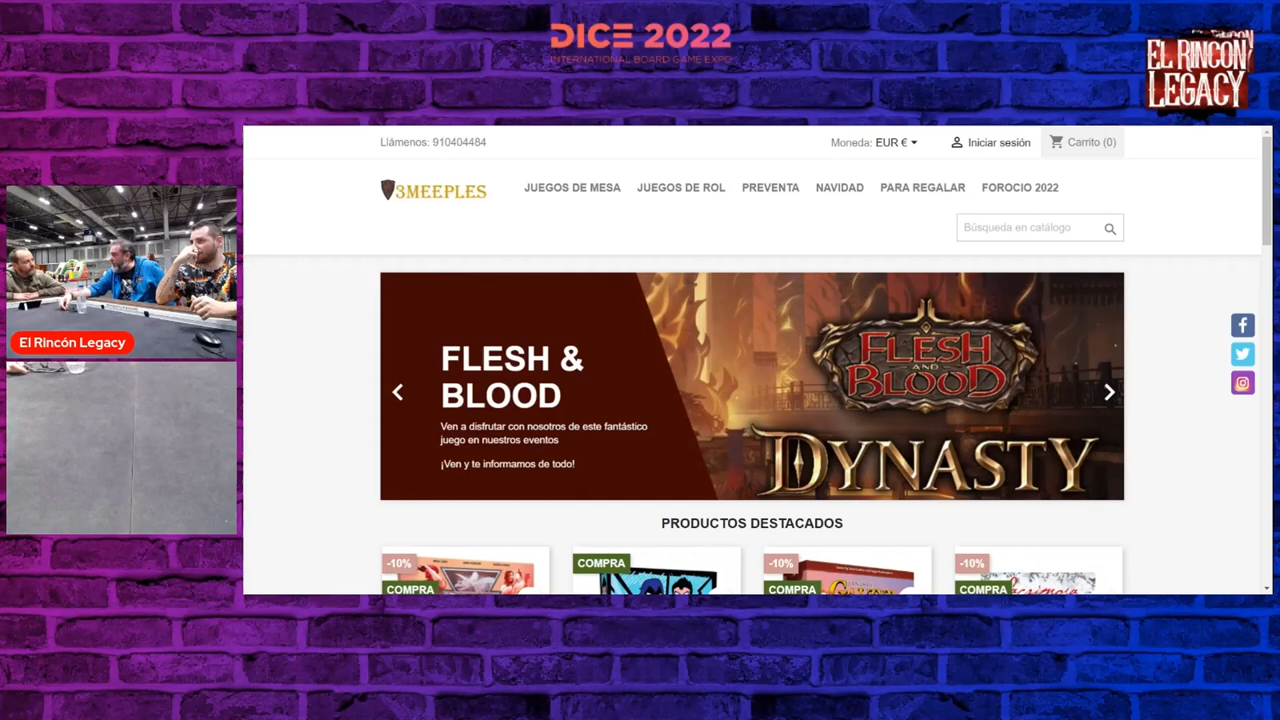 DICE 2022
INTERNATIONAL BOARD GAME EXPO
EL RINCON
LEGACY
Llámenos: 910404484
Moneda: EUR €
Iniciar sesión
Carrito (0)
3MEEPLES
JUEGOS DE MESA
JUEGOS DE ROL
PREVENTA
NAVIDAD
PARA REGALAR
FOROCIO 2022
Búsqueda en catálogo
El Rincón Legacy
FLESH &
BLOOD
Ven a disfrutar con nosotros de este fantástico
juego en nuestros eventos
¡Ven y te informamos de todo!
FLESH
AND
BLOOD
DYNASTY
PRODUCTOS DESTACADOS
-10%
COMPRA
COMPRA
-10%
COMPRA
-10%
COMPRA